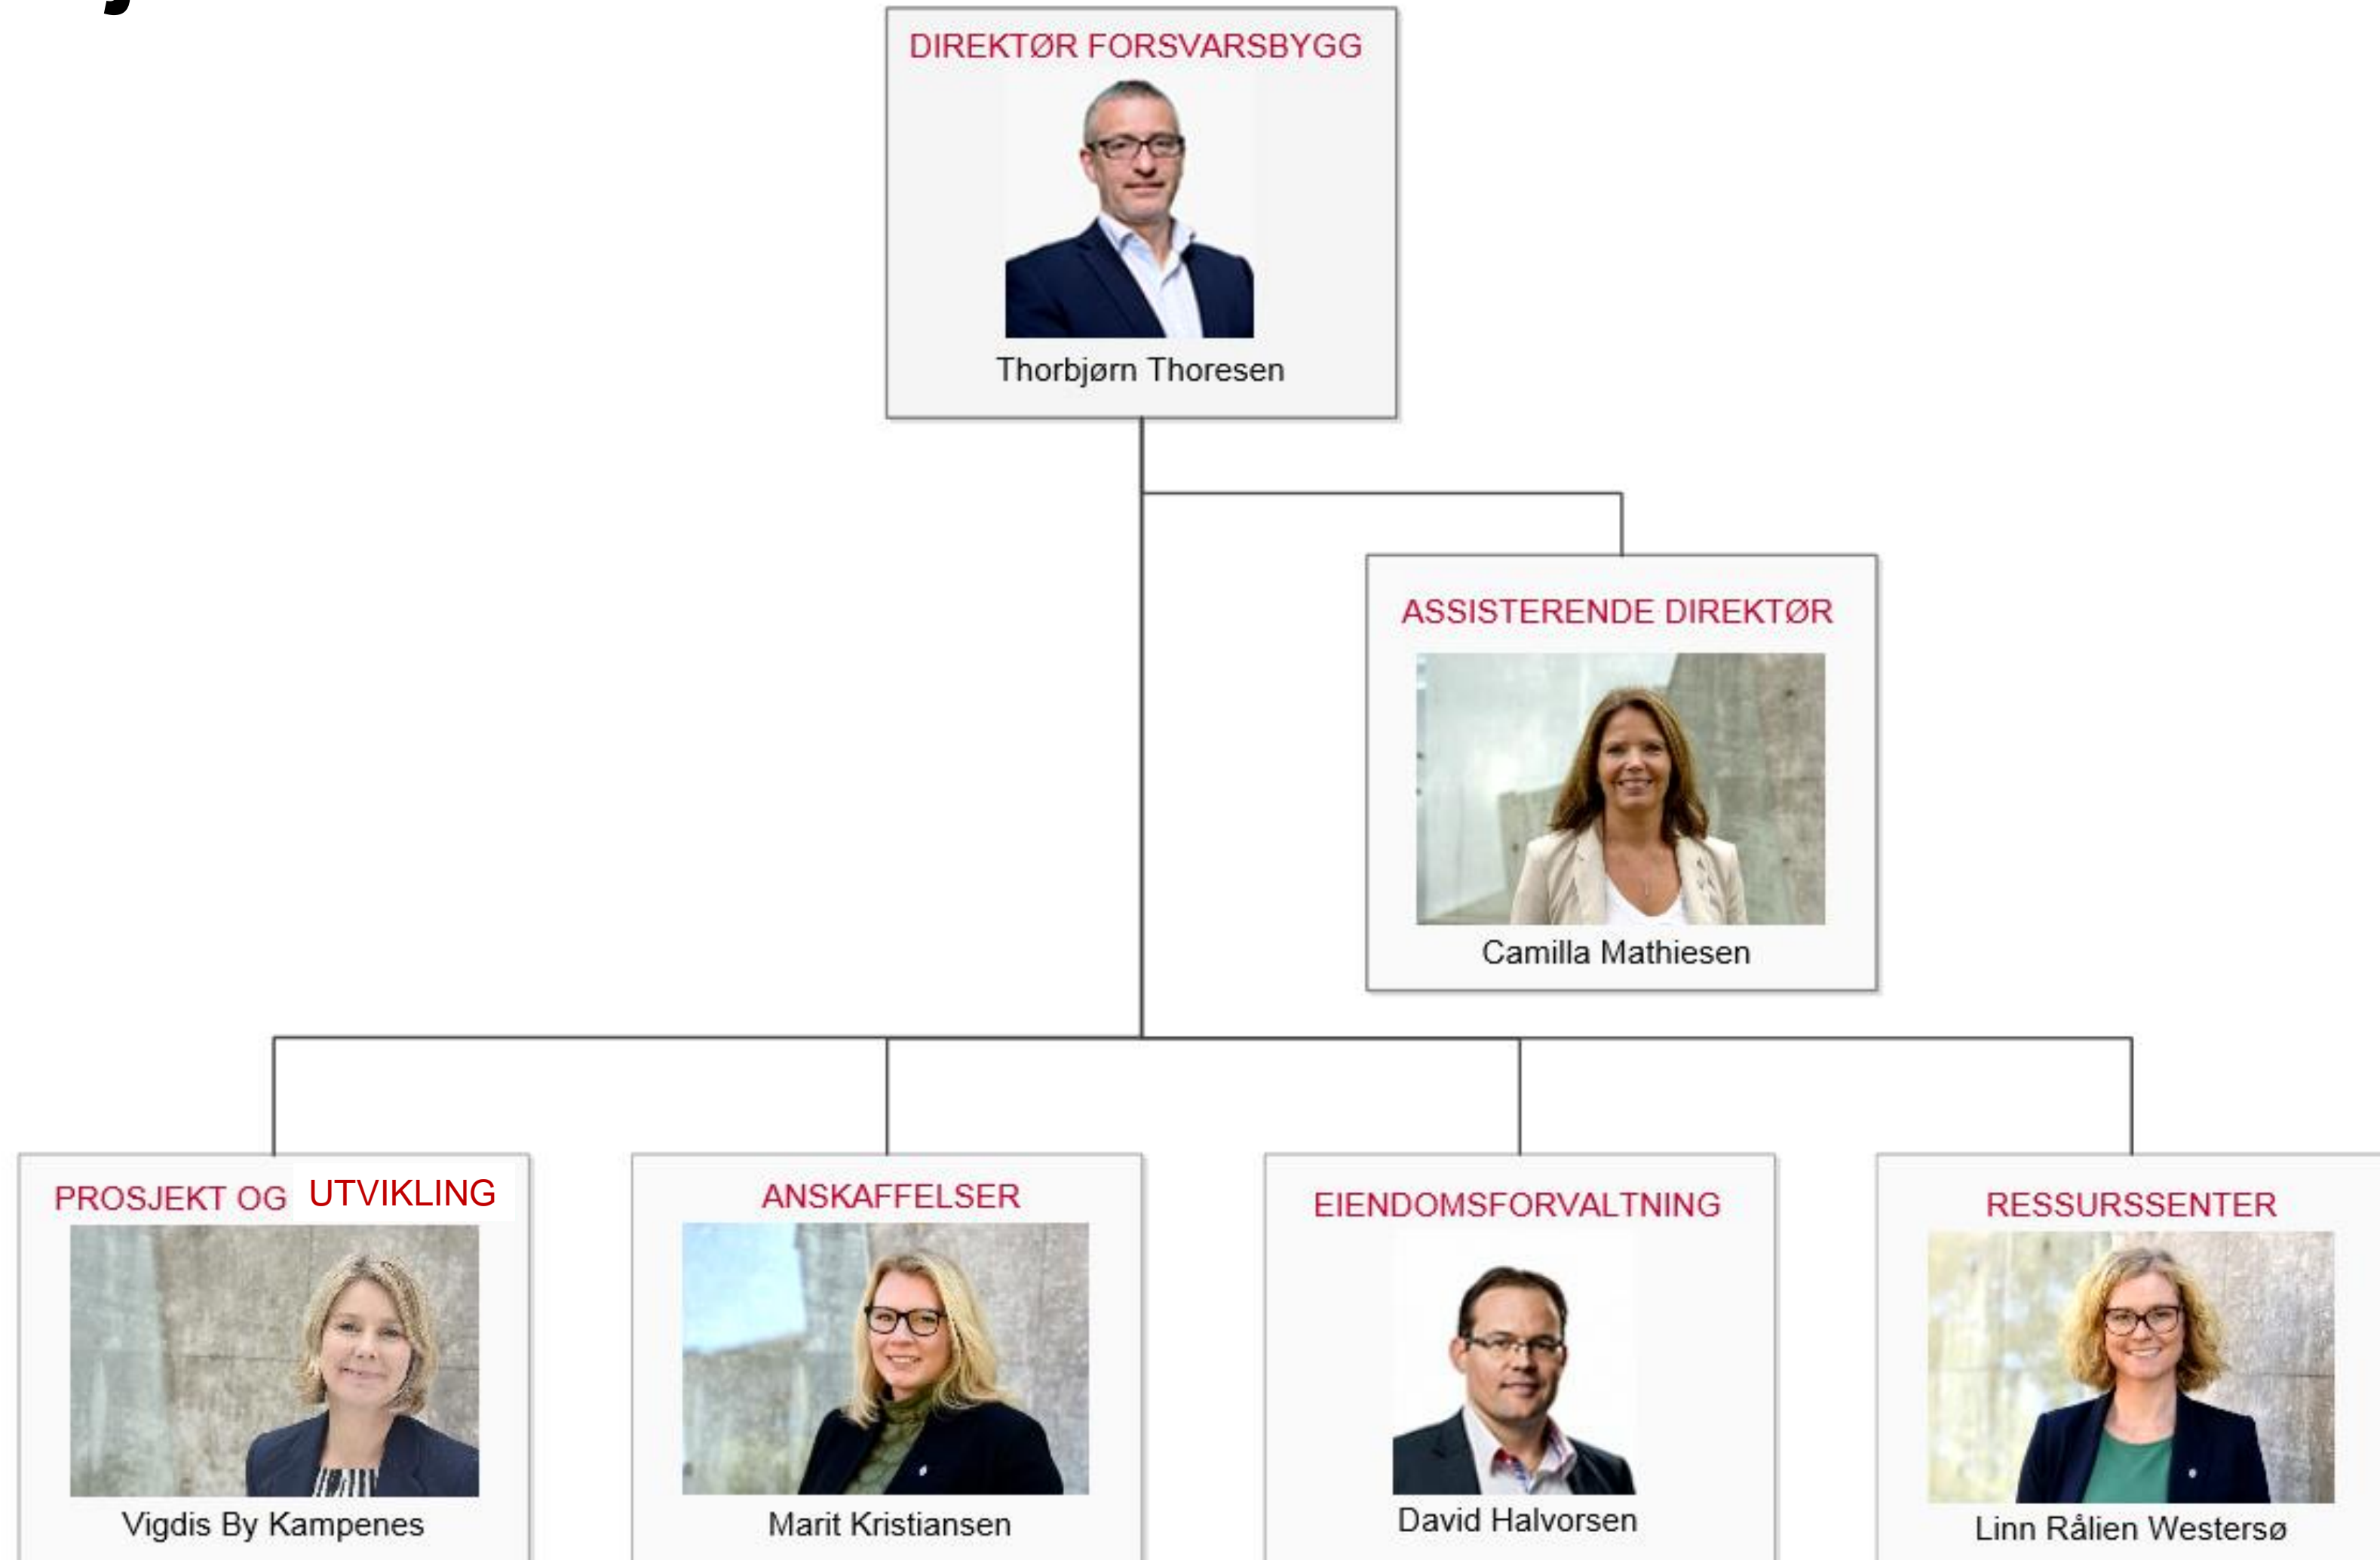 DIREKTØR FORSVARSBYGG
Thorbjørn Thoresen
ASSISTERENDE DIREKTØR
Camilla Mathiesen
PROSJEKT OG UTVIKLING
Vigdis By Kampenes
ANSKAFFELSER
Marit Kristiansen
EIENDOMSFORVALTNING
David Halvorsen
RESSURSSENTER
Linn Rålien Westersø